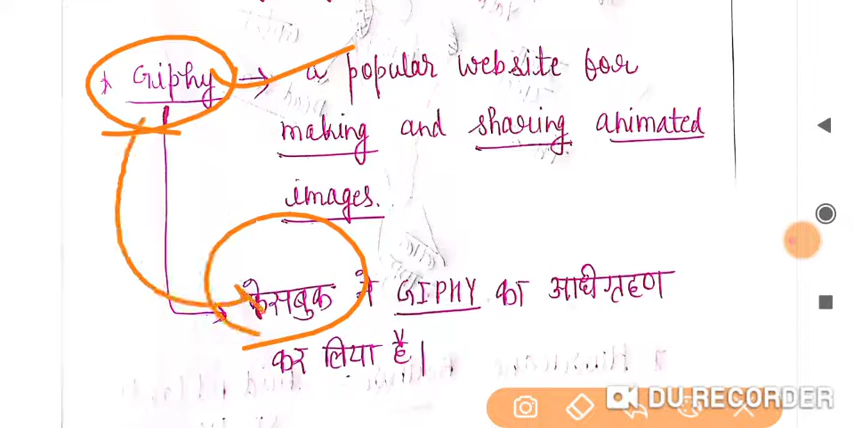 * Giphy → a popular website for
making and sharing animated
images.
फेसबुक ने GIPHY का अधिग्रहण
कर लिया है।
DU RECORDER